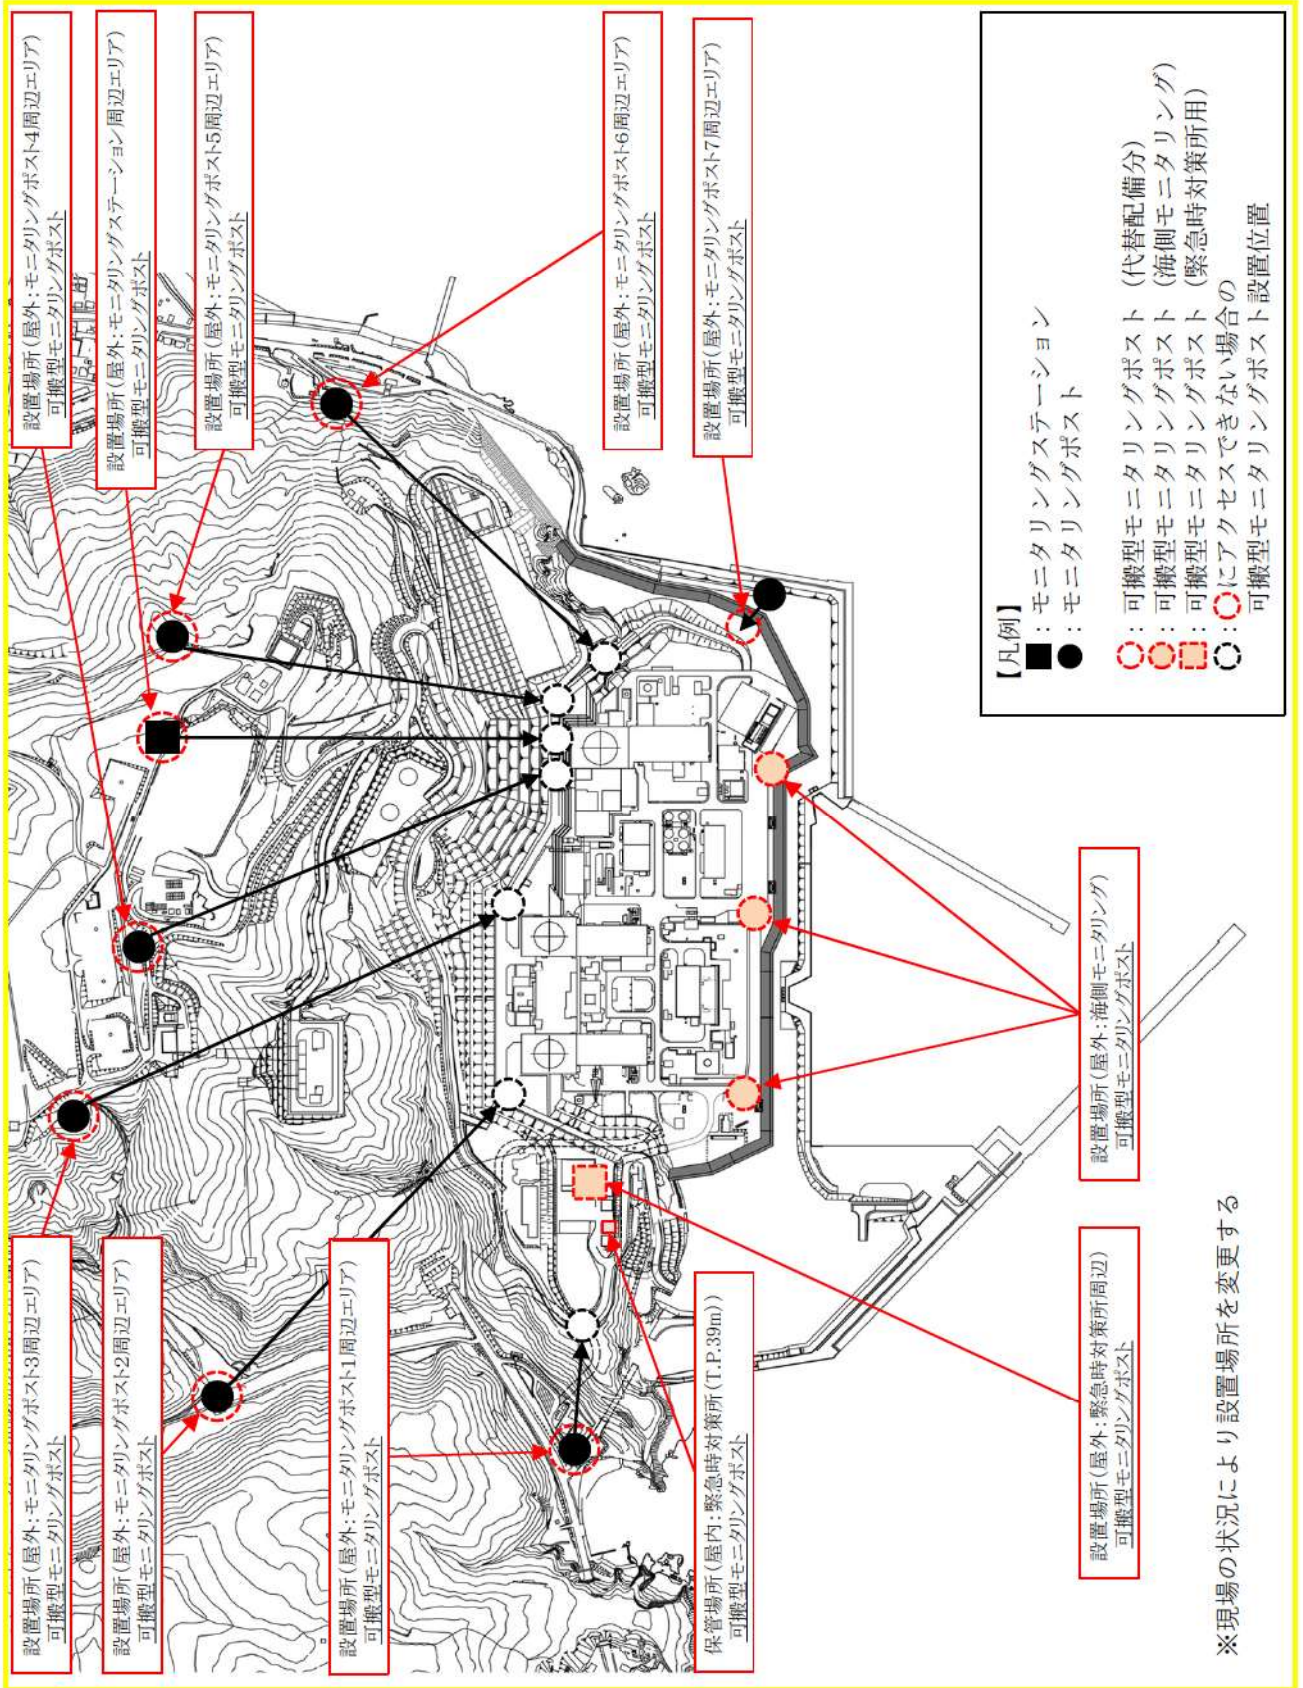 設置場所(屋外:モニタリングポスト3周辺エリア)
可搬型モニタリングポスト
設置場所(屋外:モニタリングポスト2周辺エリア)
可搬型モニタリングポスト
設置場所(屋外:モニタリングポスト1周辺エリア)
可搬型モニタリングポスト
保管場所(屋内:緊急時対策所(T.P.39m))
可搬型モニタリングポスト
設置場所(屋外:緊急時対策所周辺)
可搬型モニタリングポスト
設置場所(屋外:海側モニタリング)
可搬型モニタリングポスト
設置場所(屋外:モニタリングポスト4周辺エリア)
可搬型モニタリングポスト
設置場所(屋外:モニタリングステーション周辺エリア)
可搬型モニタリングポスト
設置場所(屋外:モニタリングポスト5周辺エリア)
可搬型モニタリングポスト
設置場所(屋外:モニタリングポスト6周辺エリア)
可搬型モニタリングポスト
設置場所(屋外:モニタリングポスト7周辺エリア)
可搬型モニタリングポスト
【凡例】
:モニタリングステーション
:モニタリングポスト
:可搬型モニタリングポスト(代替配備分)
:可搬型モニタリングポスト(海側モニタリング)
:可搬型モニタリングポスト(緊急時対策所用)
:にアクセスできない場合の
可搬型モニタリングポスト設置位置
※現場の状況により設置場所を変更する